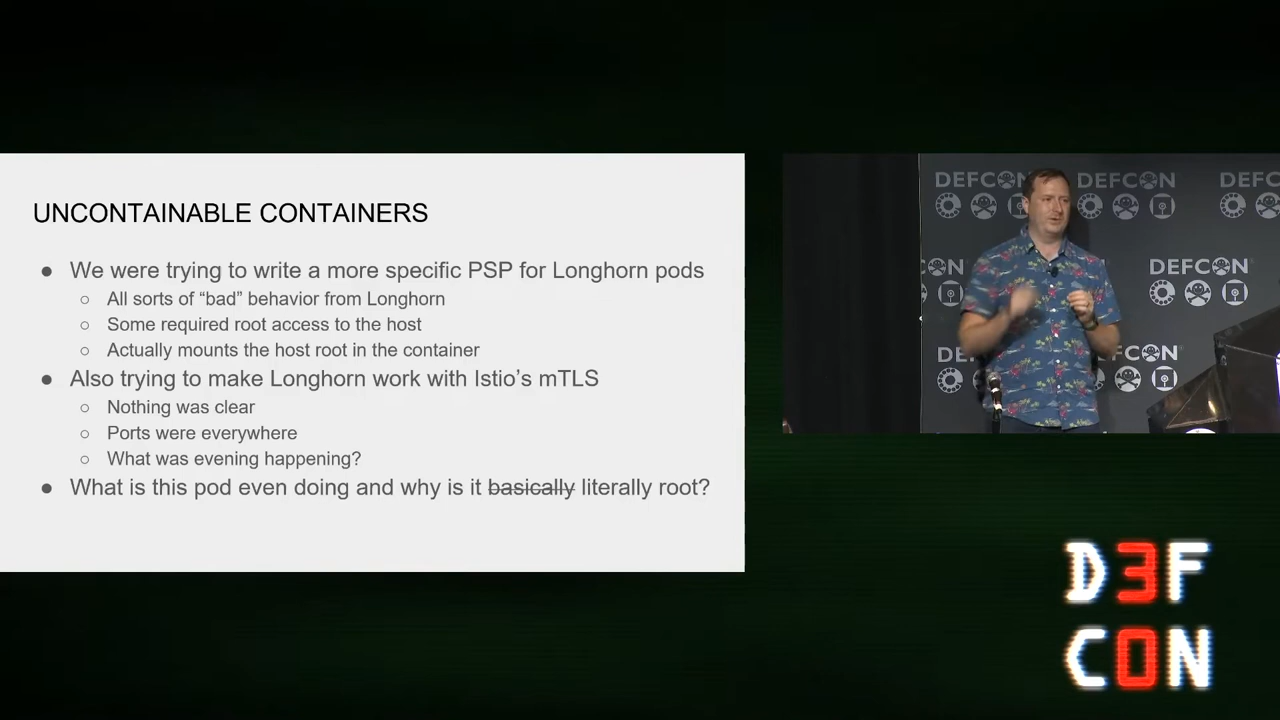 UNCONTAINABLE CONTAINERS
● We were trying to write a more specific PSP for Longhorn pods
○ All sorts of “bad” behavior from Longhorn
○ Some required root access to the host
○ Actually mounts the host root in the container
● Also trying to make Longhorn work with Istio’s mTLS
○ Nothing was clear
○ Ports were everywhere
○ What was evening happening?
● What is this pod even doing and why is it basically literally root?
DEFCON DEFCON DEFC
DEFCON
DE CON
D3F
C0N